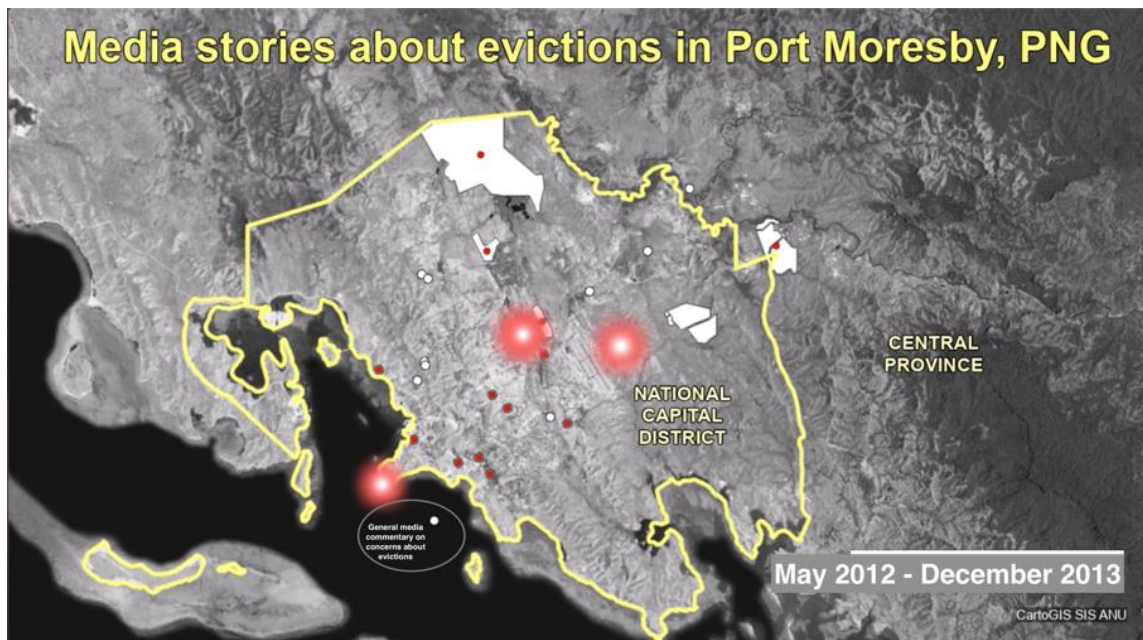 Media stories about evictions in Port Moresby, PNG
CENTRAL
PROVINCE
NATIONAL
CAPITAL
DISTRICT
General media
commentary on
concerns about
evictions
May 2012 - December 2013
CartoGIS SIS ANU